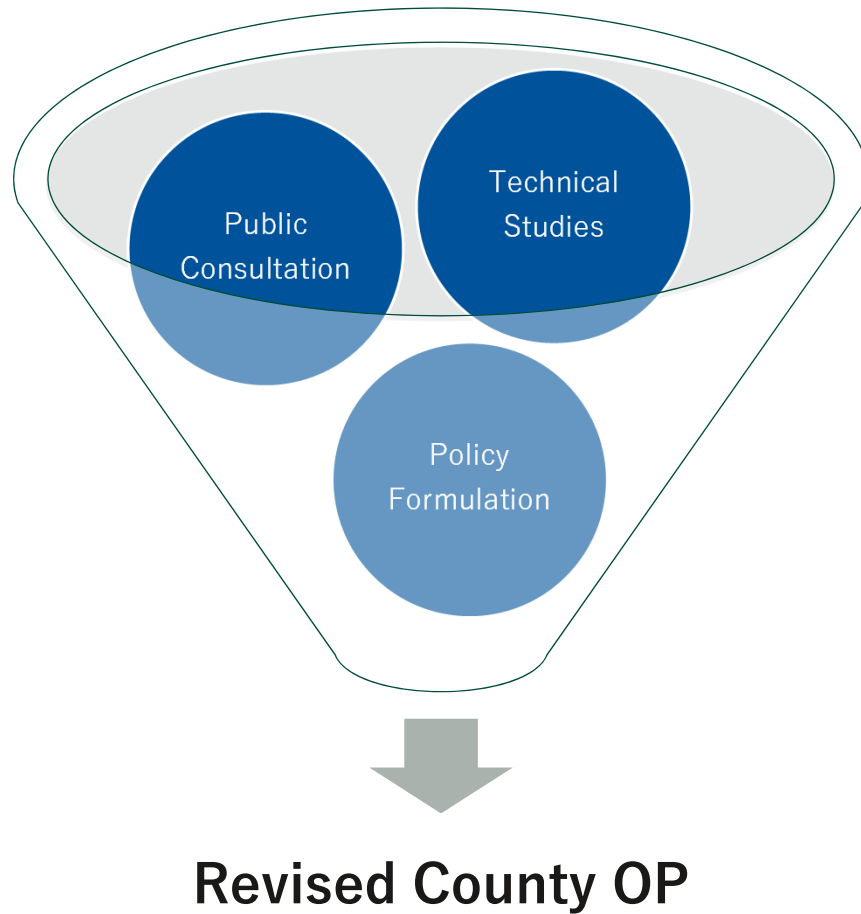 Public
Consultation
Technical
Studies
Policy
Formulation
Revised County OP